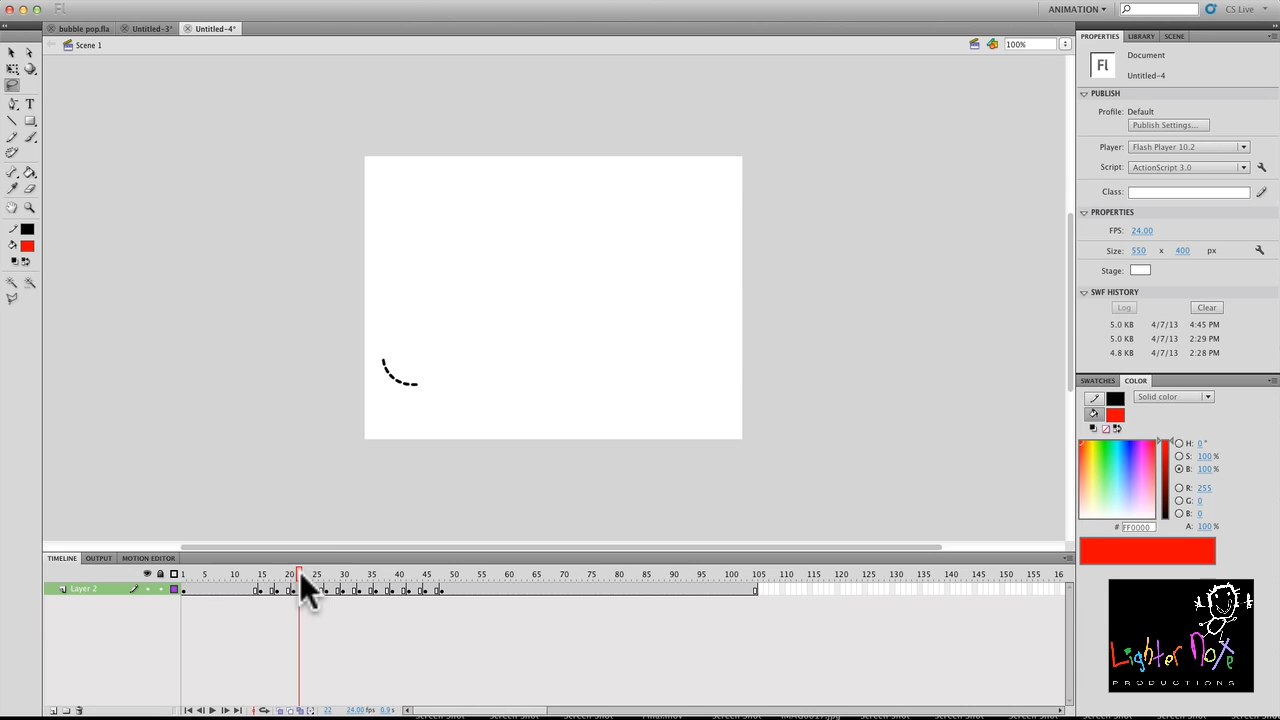 Fl ANIMATION CS Live
bubble pop.fla Untitled-3* Untitled-4*
Scene 1 100%
PROPERTIES LIBRARY SCENE
Fl Document
Untitled-4
PUBLISH
Profile: Default
Publish Settings...
Player: Flash Player 10.2
Script: ActionScript 3.0
Class:
PROPERTIES
FPS: 24.00
Size: 550 x 400 px
Stage:
SWF HISTORY
Log Clear
5.0 KB 4/7/13 4:45 PM
5.0 KB 4/7/13 2:29 PM
4.8 KB 4/7/13 2:28 PM
SWATCHES COLOR
Solid color
H: 0 °
S: 100 %
B: 100 %
R: 255
G: 0
B: 0
# FF0000 A: 100 %
TIMELINE OUTPUT MOTION EDITOR
1 5 10 15 20 25 30 35 40 45 50 55 60 65 70 75 80 85 90 95 100 105 110 115 120 125 130 135 140 145 150 155 16
Layer 2
Lighter Noxe
PRODUCTIONS
22 24.00 fps 0.9 s